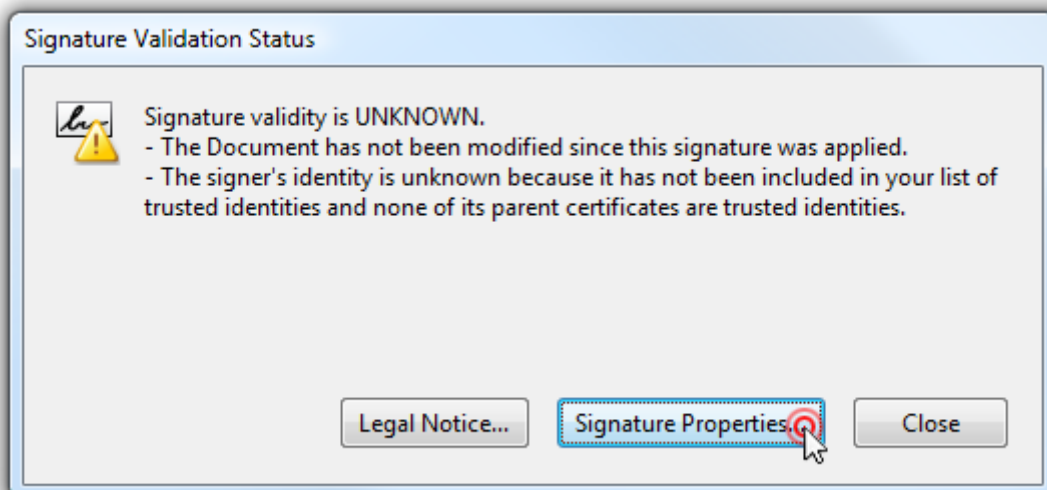 Signature Validation Status
Signature validity is UNKNOWN.
- The Document has not been modified since this signature was applied.
- The signer's identity is unknown because it has not been included in your list of
trusted identities and none of its parent certificates are trusted identities.
Legal Notice... Signature Properties... Close